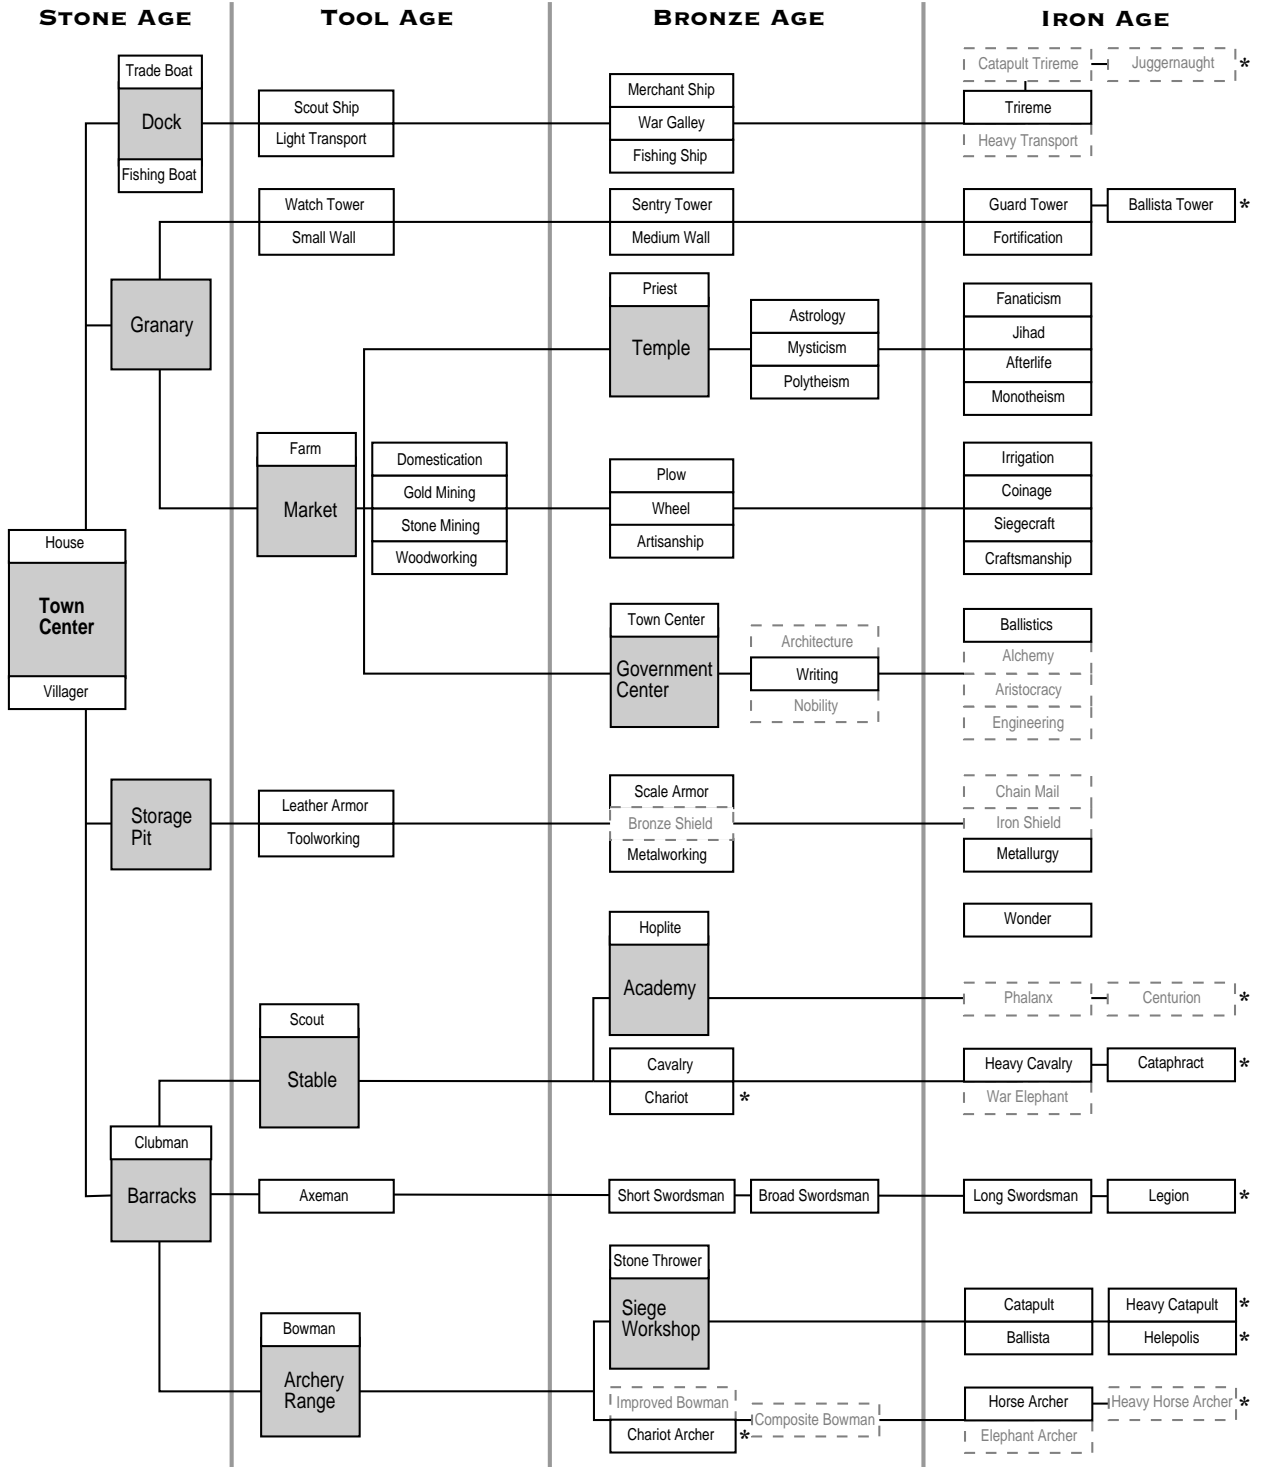 STONE AGE
TOOL AGE
BRONZE AGE
IRON AGE
Trade Boat
Dock
Fishing Boat
Scout Ship
Light Transport
Merchant Ship
War Galley
Fishing Ship
Catapult Trireme
Juggernaught *
Trireme
Heavy Transport
Granary
Watch Tower
Small Wall
Sentry Tower
Medium Wall
Guard Tower
Ballista Tower *
Fortification
Priest
Temple
Astrology
Mysticism
Polytheism
Fanaticism
Jihad
Afterlife
Monotheism
Farm
Market
Domestication
Gold Mining
Stone Mining
Woodworking
Plow
Wheel
Artisanship
Irrigation
Coinage
Siegecraft
Craftsmanship
House
Town
Center
Villager
Town Center
Government
Center
Architecture
Writing
Nobility
Ballistics
Alchemy
Aristocracy
Engineering
Storage
Pit
Leather Armor
Toolworking
Scale Armor
Bronze Shield
Metalworking
Chain Mail
Iron Shield
Metallurgy
Wonder
Hoplite
Academy
Phalanx
Centurion *
Scout
Stable
Cavalry
Chariot *
Heavy Cavalry
Cataphract *
War Elephant
Clubman
Barracks
Axeman
Short Swordsman
Broad Swordsman
Long Swordsman
Legion *
Stone Thrower
Siege
Workshop
Catapult
Heavy Catapult *
Ballista
Helepolis *
Bowman
Archery
Range
Improved Bowman
Chariot Archer *
Composite Bowman
Horse Archer
Heavy Horse Archer *
Elephant Archer